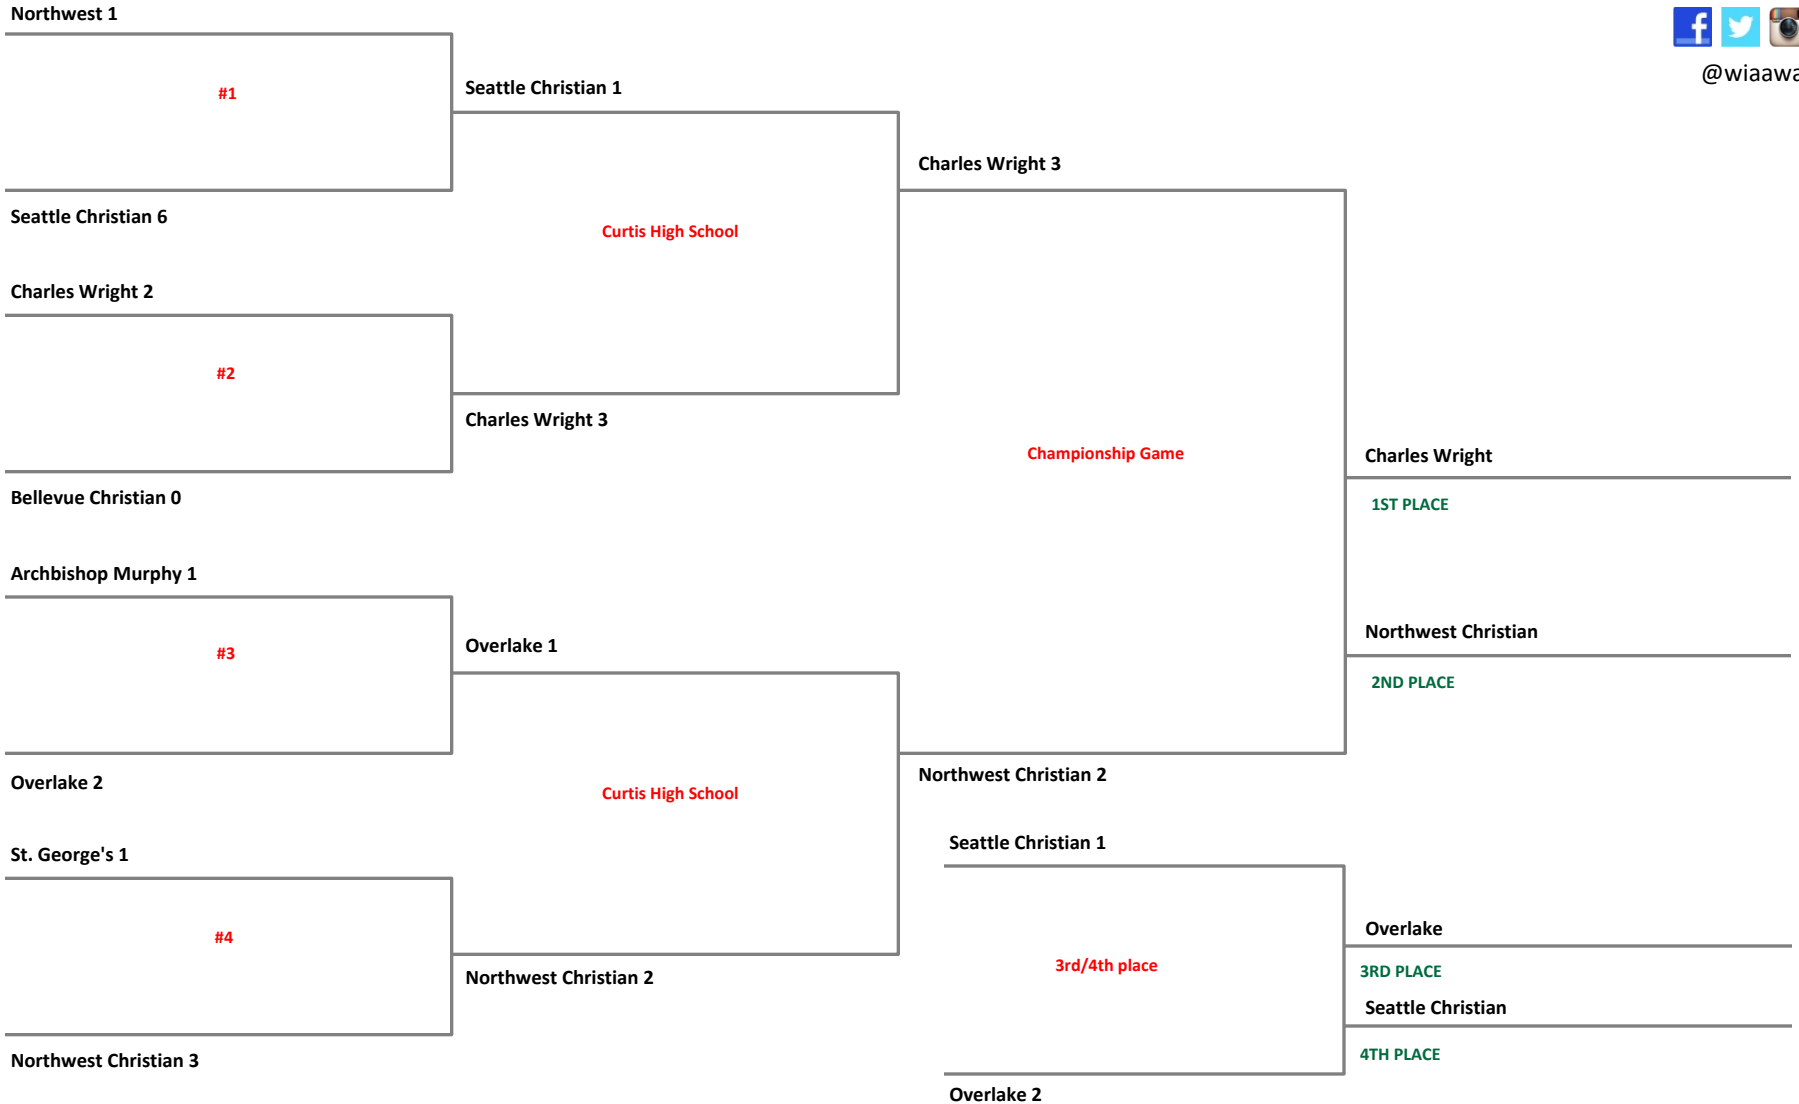 Northwest 1
@wiaawa
#1
Seattle Christian 1
Charles Wright 3
Seattle Christian 6
Curtis High School
Charles Wright 2
#2
Charles Wright 3
Championship Game
Charles Wright
Bellevue Christian 0
1ST PLACE
Archbishop Murphy 1
Northwest Christian
#3
Overlake 1
2ND PLACE
Overlake 2
Curtis High School
Northwest Christian 2
St. George's 1
Seattle Christian 1
#4
Overlake
3rd/4th place
3RD PLACE
Northwest Christian 2
Seattle Christian
4TH PLACE
Northwest Christian 3
Overlake 2